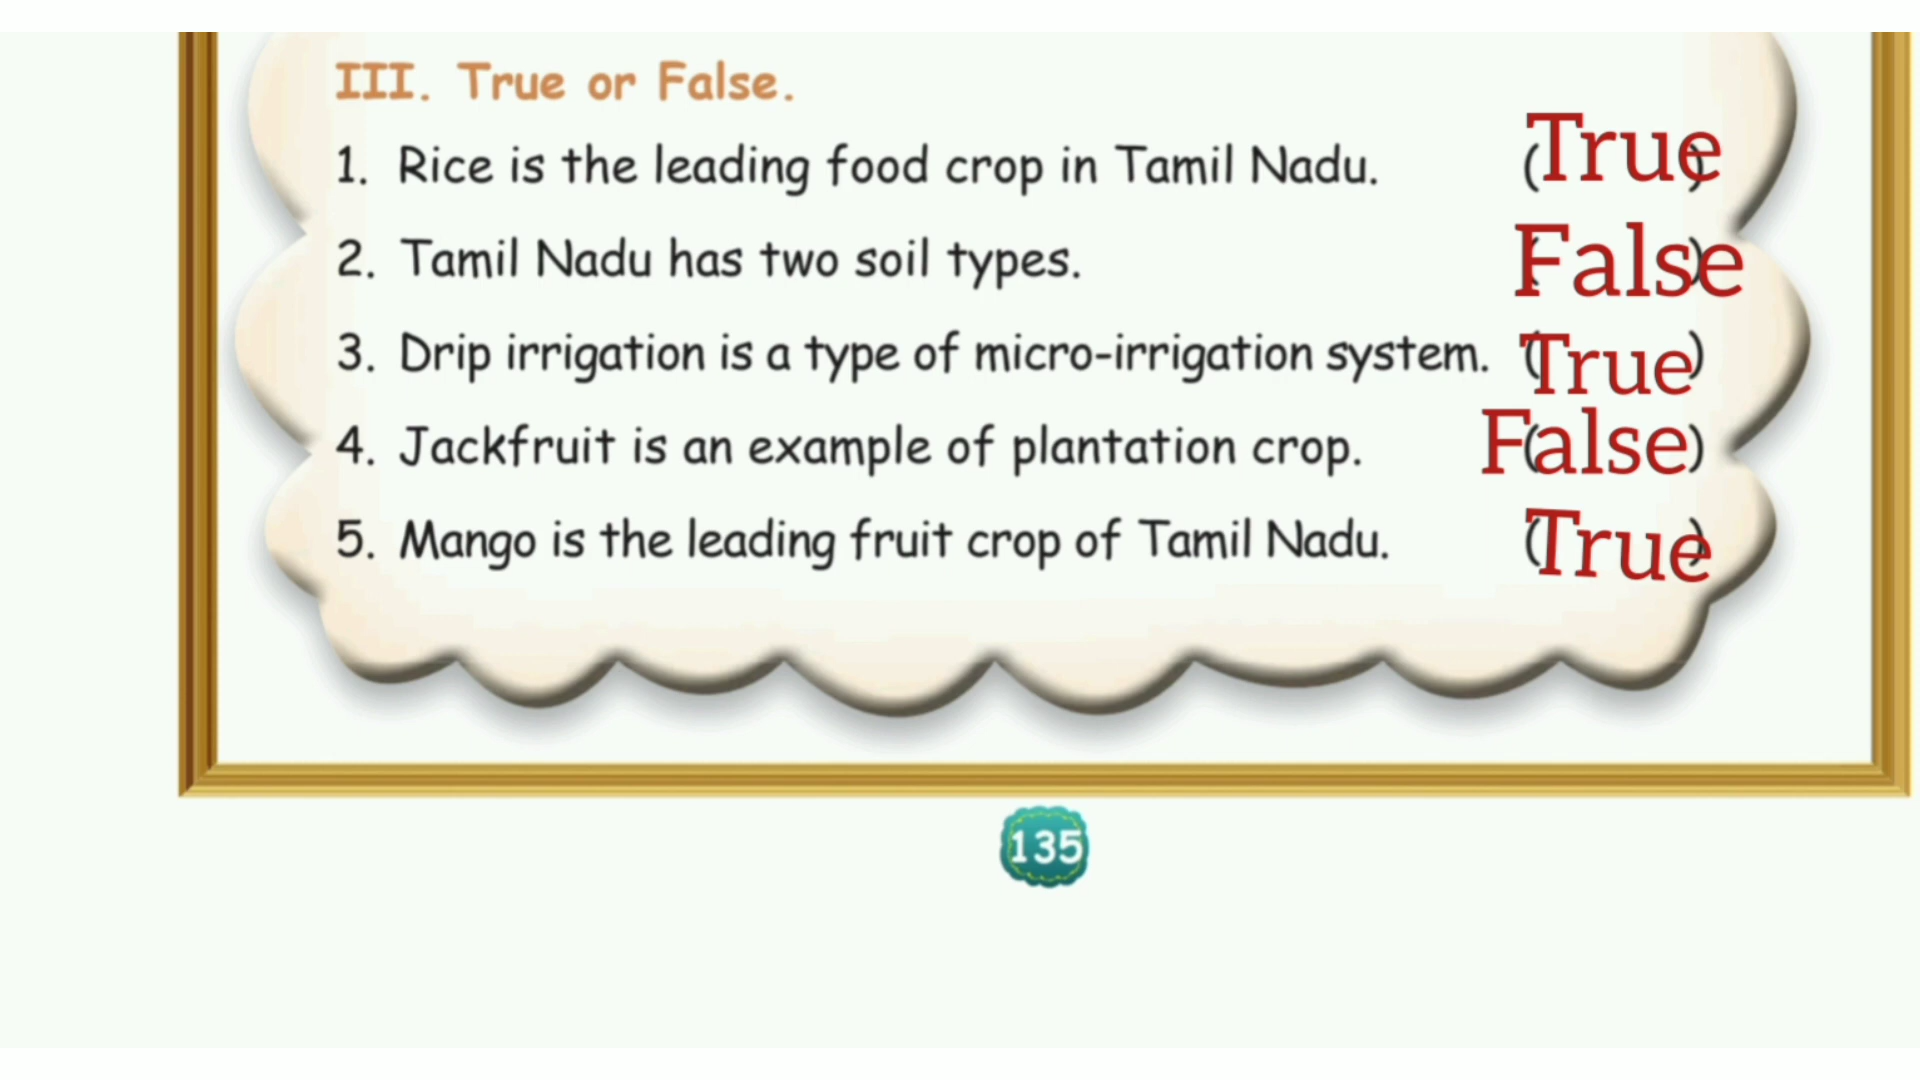 III. True or False.
1. Rice is the leading food crop in Tamil Nadu. (True)
2. Tamil Nadu has two soil types. (False)
3. Drip irrigation is a type of micro-irrigation system. (True)
4. Jackfruit is an example of plantation crop. (False)
5. Mango is the leading fruit crop of Tamil Nadu. (True)
135